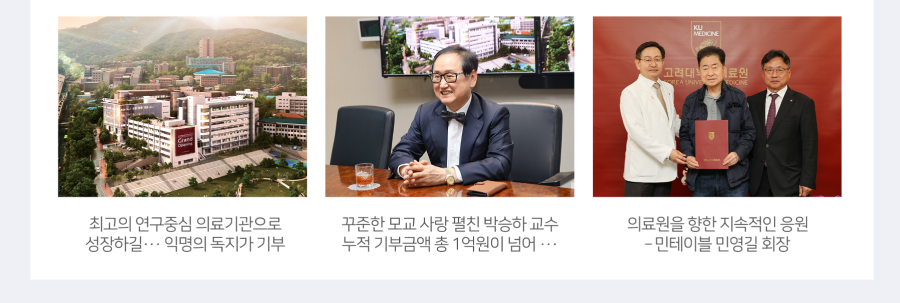 KU
MEDICINE
고려대학교의료원
KOREA UNIVERSITY MEDICINE
Grand
Opening
최고의 연구중심 의료기관으로
성장하길··· 익명의 독지가 기부
꾸준한 모교 사랑 펼친 박승하 교수
누적 기부금액 총 1억원이 넘어 ···
의료원을 향한 지속적인 응원
- 민테이블 민영길 회장